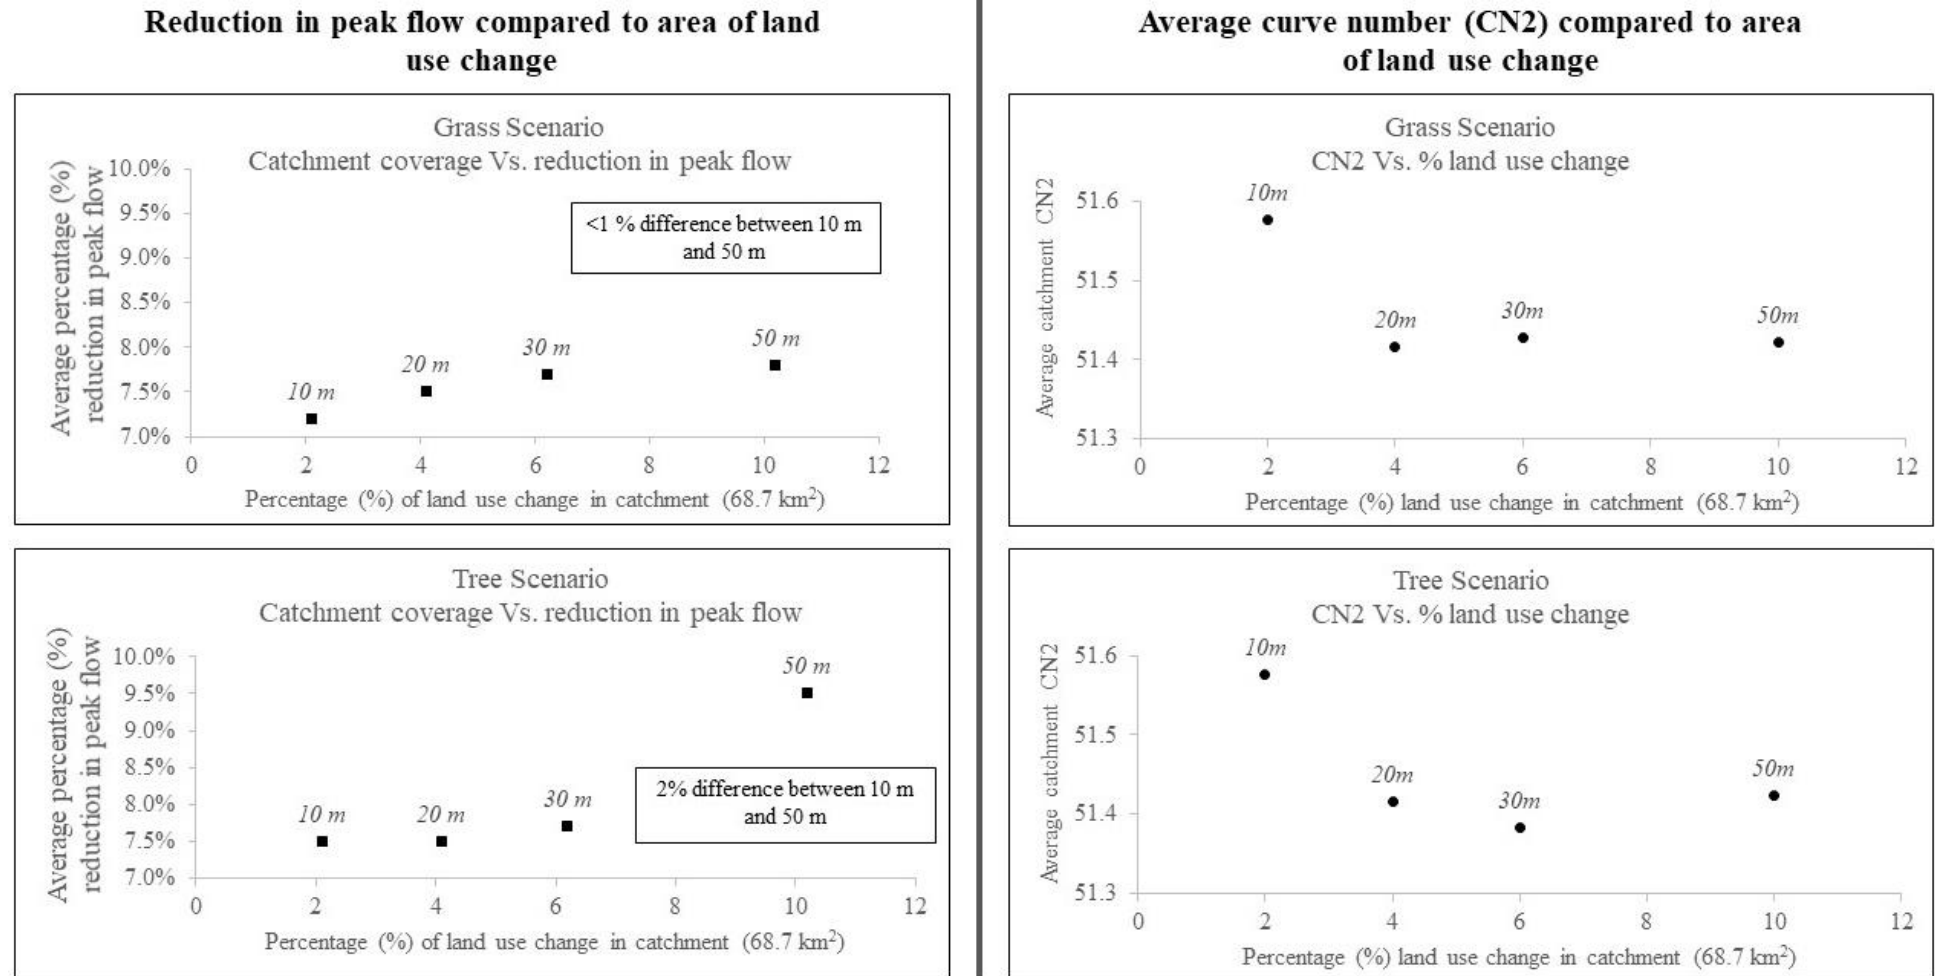 Reduction in peak flow compared to area of land
use change
Grass Scenario
Catchment coverage Vs. reduction in peak flow
Average percentage (%)
reduction in peak flow
10.0%
9.5%
9.0%
8.5%
8.0%
7.5%
7.0%
<1 % difference between 10 m
and 50 m
10 m
20 m
30 m
50 m
0 2 4 6 8 10 12
Percentage (%) of land use change in catchment (68.7 km²)
Tree Scenario
Catchment coverage Vs. reduction in peak flow
Average percentage (%)
reduction in peak flow
10.0%
9.5%
9.0%
8.5%
8.0%
7.5%
7.0%
50 m
2% difference between 10 m
and 50 m
10 m
20 m
30 m
0 2 4 6 8 10 12
Percentage (%) of land use change in catchment (68.7 km²)
Average curve number (CN2) compared to area
of land use change
Grass Scenario
CN2 Vs. % land use change
Average catchment CN2
51.6
51.5
51.4
51.3
10m
20m
30m
50m
0 2 4 6 8 10 12
Percentage (%) land use change in catchment (68.7 km²)
Tree Scenario
CN2 Vs. % land use change
Average catchment CN2
51.6
51.5
51.4
51.3
10m
20m
30m
50m
0 2 4 6 8 10 12
Percentage (%) land use change in catchment (68.7 km²)